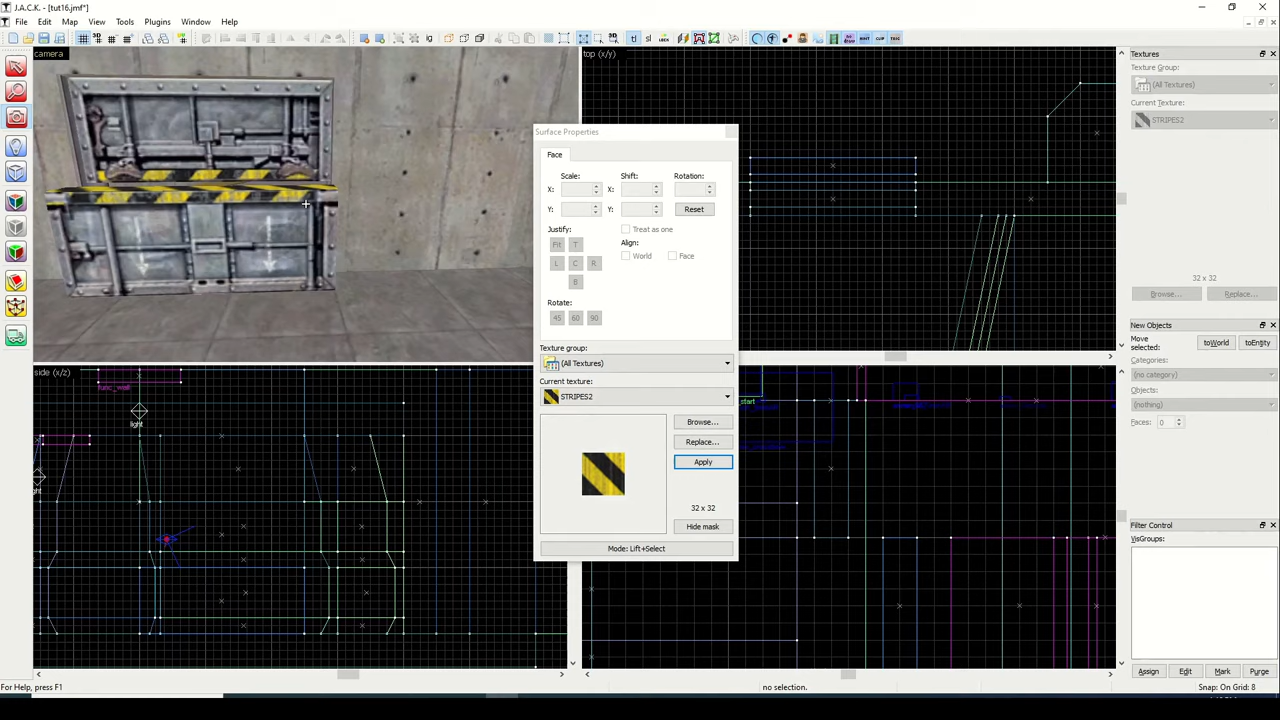 J.A.C.K. - [tut16.jmf*]
File Edit Map View Tools Plugins Window Help
camera
top (x/y)
side (x/z)
func_wall
light
start
Surface Properties
Face
Scale: Shift: Rotation:
X: X:
Y: Y: Reset
Justify: Treat as one
Fit T Align:
World Face
L C R
B
Rotate:
45 60 90
Texture group:
(All Textures)
Current texture:
STRIPES2
Browse...
Replace...
Apply
32 x 32
Hide mask
Mode: Lift+Select
Textures
Texture Group:
(All Textures)
Current Texture:
STRIPES2
32 x 32
Browse... Replace...
New Objects
Move selected: toWorld toEntity
Categories:
(no category)
Objects:
(nothing)
Faces: 0
Filter Control
VisGroups:
Assign Edit Mark Purge
For Help, press F1
no selection.
Snap: On Grid: 8